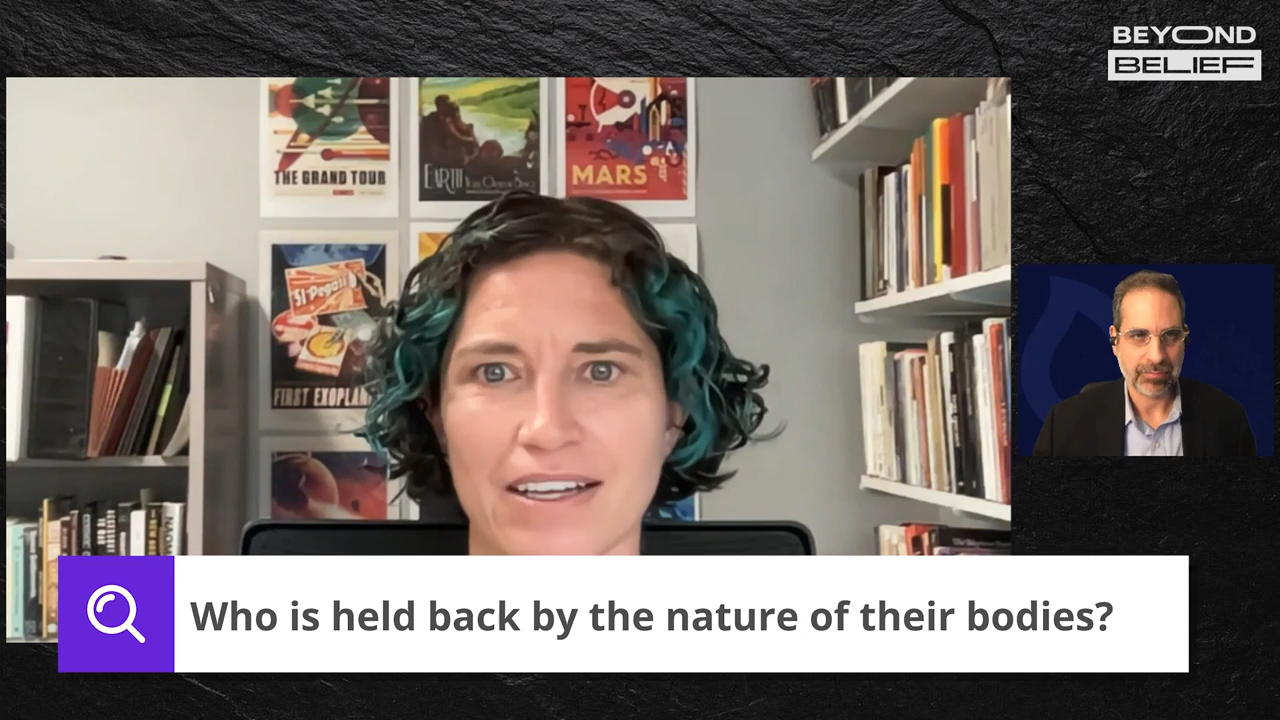 BEYOND
BELIEF
THE GRAND TOUR
EARTH
MARS
51 Pegasi b
FIRST EXOPLAN
Who is held back by the nature of their bodies?